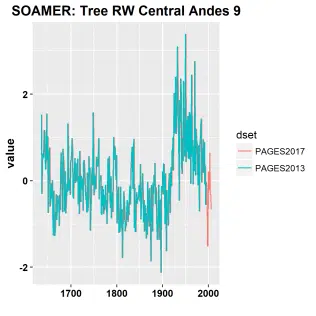 SOAMER: Tree RW Central Andes 9
value
2
0
-2
1700 1800 1900 2000
dset
PAGES2017
PAGES2013